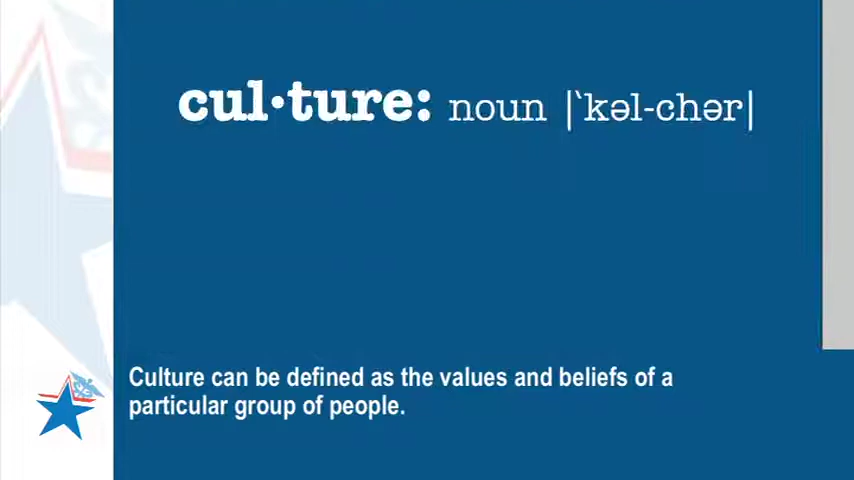 cul·ture: noun |ˋkəl-chər|
Culture can be defined as the values and beliefs of a
particular group of people.